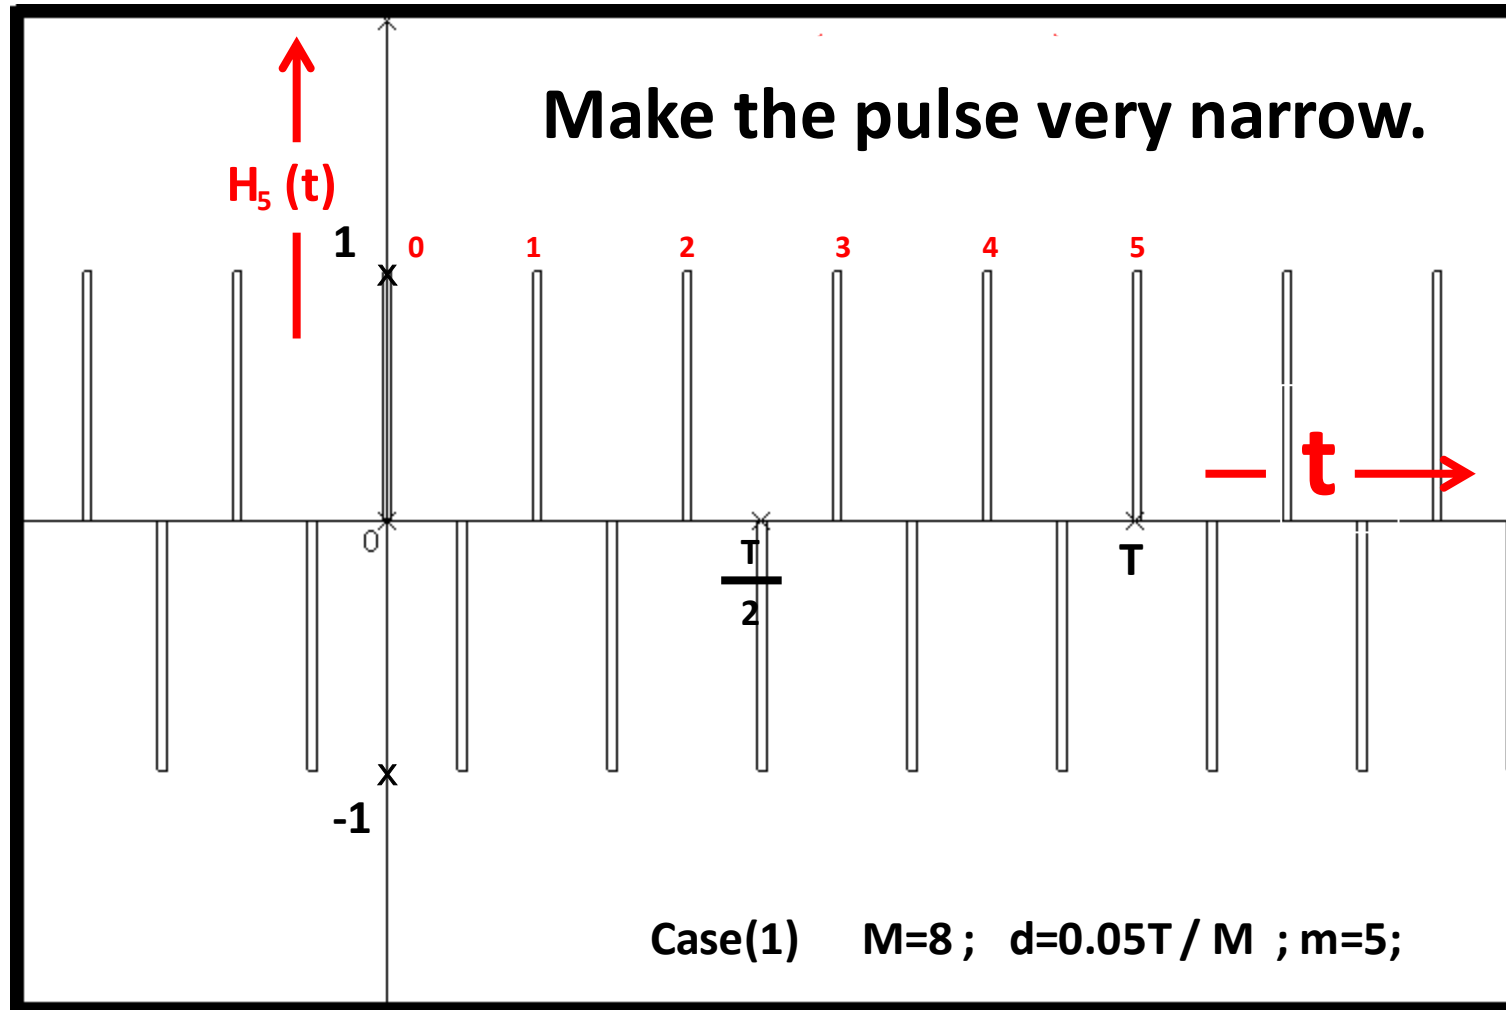 Make the pulse very narrow.
H₅ (t)
1
0 1 2 3 4 5
t
0
T
2
T
-1
Case(1) M=8 ; d=0.05T / M ; m=5;